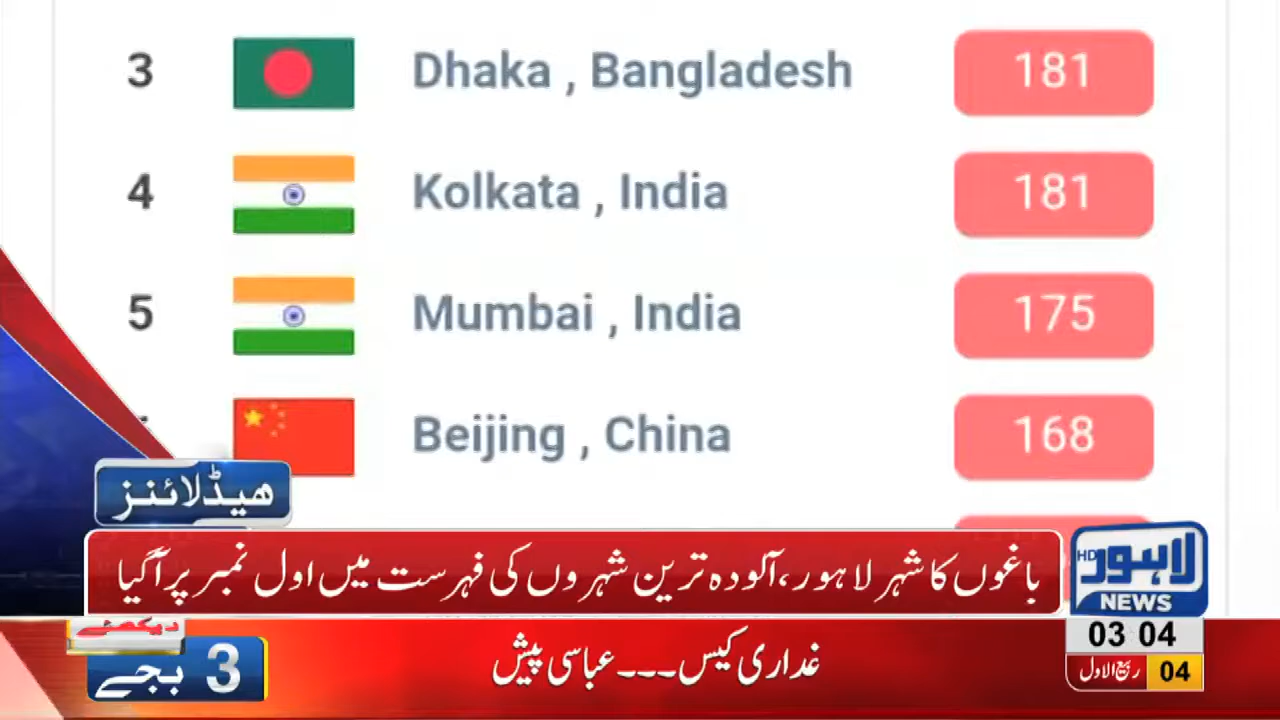 3 Dhaka , Bangladesh 181
4 Kolkata , India 181
5 Mumbai , India 175
Beijing , China 168
ھیڈلائنز
باغوں کا شہر لاہور، آلودہ ترین شہروں کی فہرست میں اول نمبر پر آگیا
لاہور HD
NEWS
دیکھئے
3 بجے
غداری کیس۔۔۔عباسی پیش
03 04
04 ربیع الاول